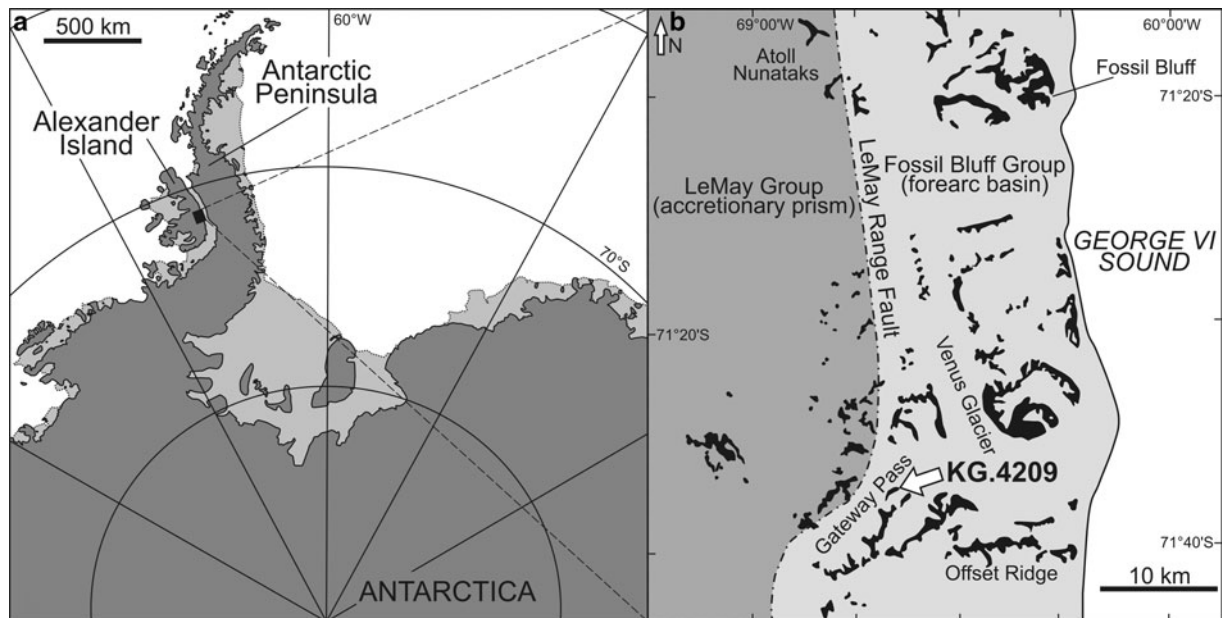 a
500 km
60°W
Antarctic
Peninsula
Alexander
Island
70°S
ANTARCTICA
b
N
69°00'W
60°00'W
Atoll
Nunataks
Fossil Bluff
71°20'S
LeMay Range Fault
Fossil Bluff Group
(forearc basin)
LeMay Group
(accretionary prism)
GEORGE VI
SOUND
71°20'S
Venus Glacier
KG.4209
Gateway Pass
71°40'S
Offset Ridge
10 km